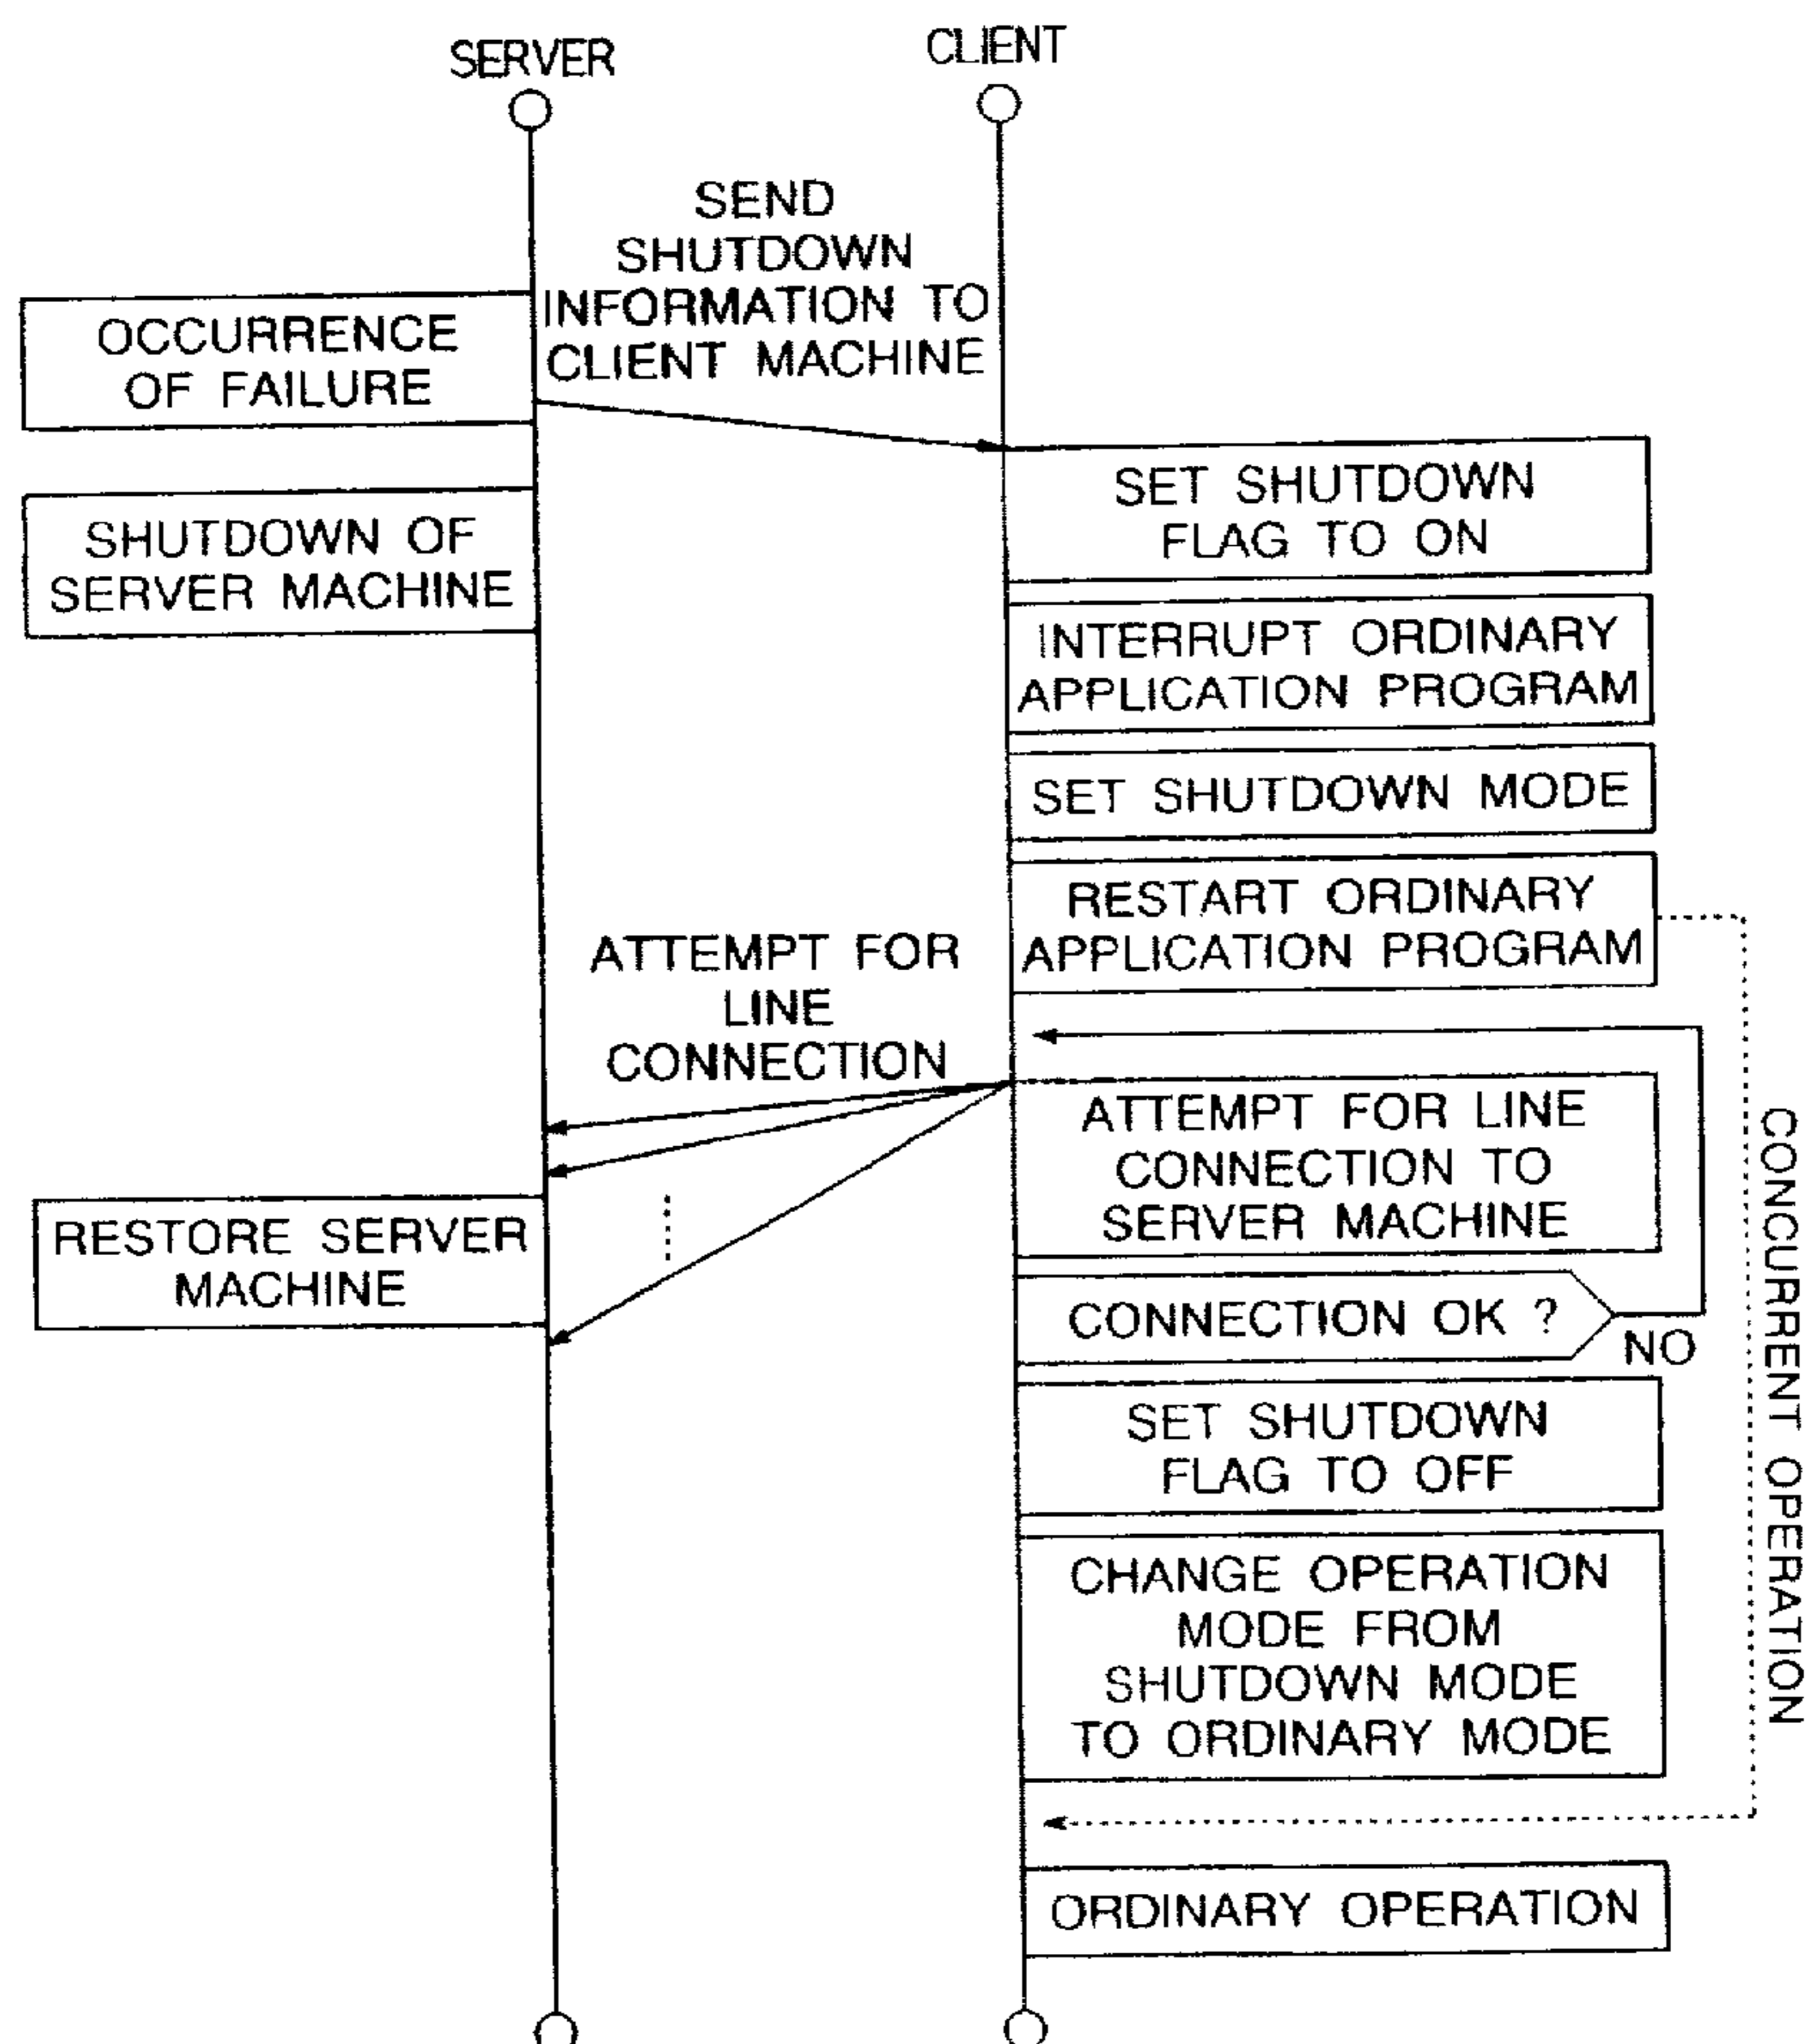 SERVER
CLIENT
SEND
SHUTDOWN
INFORMATION TO
CLIENT MACHINE
OCCURRENCE
OF FAILURE
SHUTDOWN OF
SERVER MACHINE
SET SHUTDOWN
FLAG TO ON
INTERRUPT ORDINARY
APPLICATION PROGRAM
SET SHUTDOWN MODE
RESTART ORDINARY
APPLICATION PROGRAM
ATTEMPT FOR
LINE
CONNECTION
ATTEMPT FOR LINE
CONNECTION TO
SERVER MACHINE
RESTORE SERVER
MACHINE
CONNECTION OK ?
NO
SET SHUTDOWN
FLAG TO OFF
CHANGE OPERATION
MODE FROM
SHUTDOWN MODE
TO ORDINARY MODE
CONCURRENT OPERATION
ORDINARY OPERATION